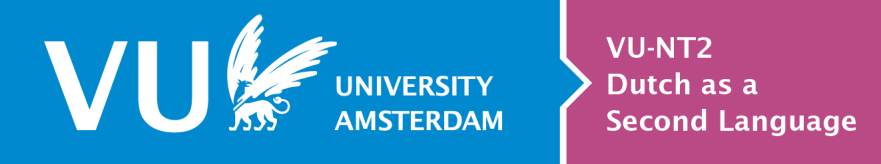 VU
UNIVERSITY
AMSTERDAM
VU-NT2
Dutch as a
Second Language